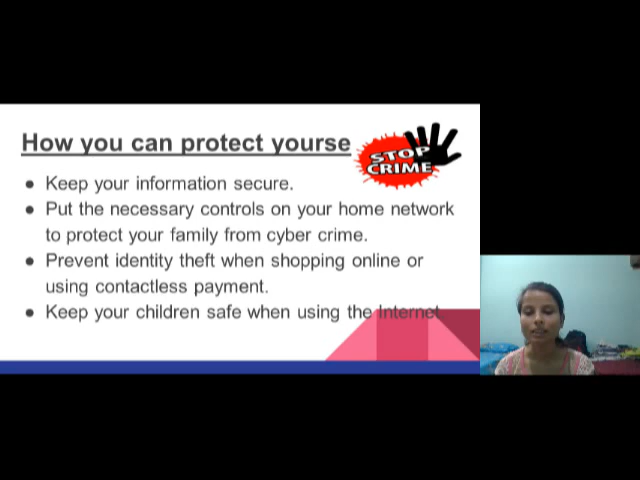 How you can protect yourse
STOP
CRIME
● Keep your information secure.
● Put the necessary controls on your home network
to protect your family from cyber crime.
● Prevent identity theft when shopping online or
using contactless payment.
● Keep your children safe when using the Internet.